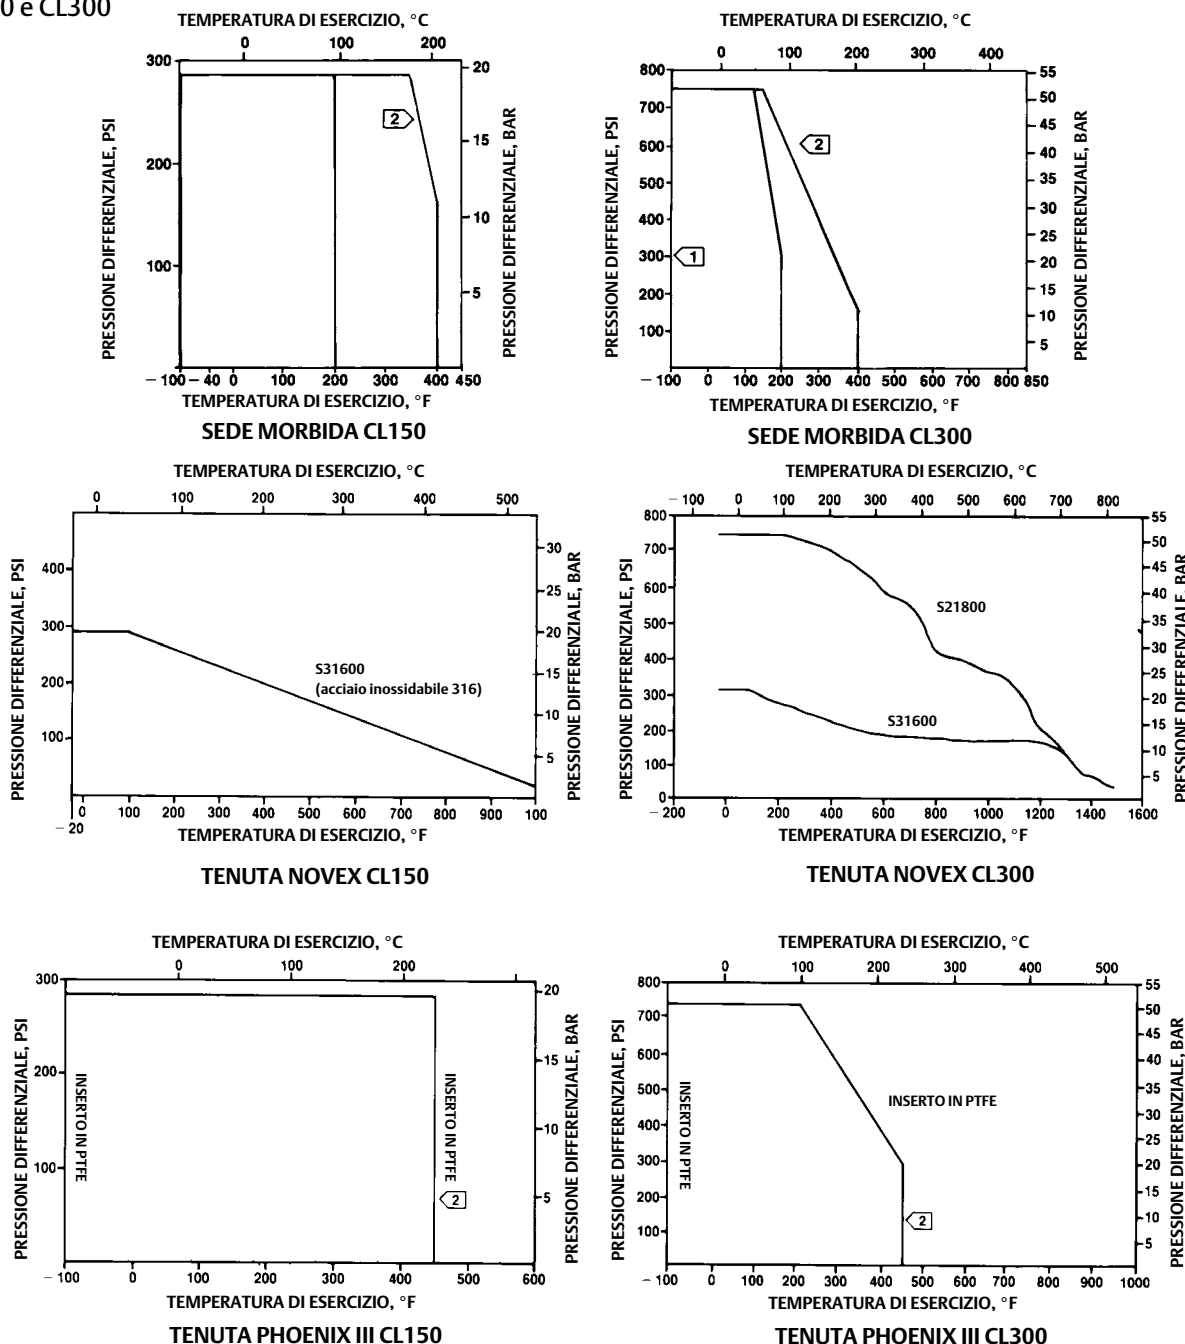 0 e CL300
TEMPERATURA DI ESERCIZIO, °C
0 100 200
300
200
100
20
15
10
5
PRESSIONE DIFFERENZIALE, PSI
PRESSIONE DIFFERENZIALE, BAR
2
– 100 – 40 0 100 200 300 400 450
TEMPERATURA DI ESERCIZIO, °F
SEDE MORBIDA CL150
TEMPERATURA DI ESERCIZIO, °C
0 100 200 300 400
800
700
600
500
400
300
200
100
55
50
45
40
35
30
25
20
15
10
5
PRESSIONE DIFFERENZIALE, PSI
PRESSIONE DIFFERENZIALE, BAR
2
1
– 100 0 100 200 300 400 500 600 700 800 850
TEMPERATURA DI ESERCIZIO, °F
SEDE MORBIDA CL300
TEMPERATURA DI ESERCIZIO, °C
0 100 200 300 400 500
400
300
200
100
30
25
20
15
10
5
PRESSIONE DIFFERENZIALE, PSI
PRESSIONE DIFFERENZIALE, BAR
S31600
(acciaio inossidabile 316)
– 20 0 100 200 300 400 500 600 700 800 900 100
TEMPERATURA DI ESERCIZIO, °F
TENUTA NOVEX CL150
TEMPERATURA DI ESERCIZIO, °C
– 100 0 100 200 300 400 500 600 700 800
800
700
600
500
400
300
200
100
0
55
50
45
40
35
30
25
20
15
10
5
PRESSIONE DIFFERENZIALE, PSI
PRESSIONE DIFFERENZIALE, BAR
S21800
S31600
– 200 0 200 400 600 800 1000 1200 1400 1600
TEMPERATURA DI ESERCIZIO, °F
TENUTA NOVEX CL300
TEMPERATURA DI ESERCIZIO, °C
0 100 200
300
200
100
20
15
10
5
PRESSIONE DIFFERENZIALE, PSI
PRESSIONE DIFFERENZIALE, BAR
INSERTO IN PTFE
INSERTO IN PTFE
2
– 100 0 100 200 300 400 500 600
TEMPERATURA DI ESERCIZIO, °F
TENUTA PHOENIX III CL150
TEMPERATURA DI ESERCIZIO, °C
0 100 200 300 400 500
800
700
600
500
400
300
200
100
55
50
45
40
35
30
25
20
15
10
5
PRESSIONE DIFFERENZIALE, PSI
PRESSIONE DIFFERENZIALE, BAR
INSERTO IN PTFE
INSERTO IN PTFE
2
– 100 0 100 200 300 400 500 600 700 800 900 1000
TEMPERATURA DI ESERCIZIO, °F
TENUTA PHOENIX III CL300